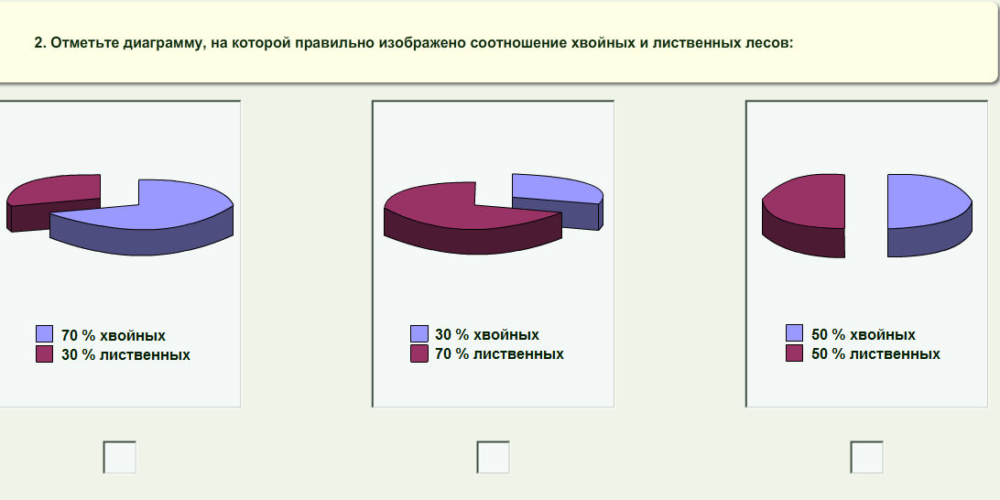 2. Отметьте диаграмму, на которой правильно изображено соотношение хвойных и лиственных лесов:
70 % хвойных
30 % лиственных
30 % хвойных
70 % лиственных
50 % хвойных
50 % лиственных